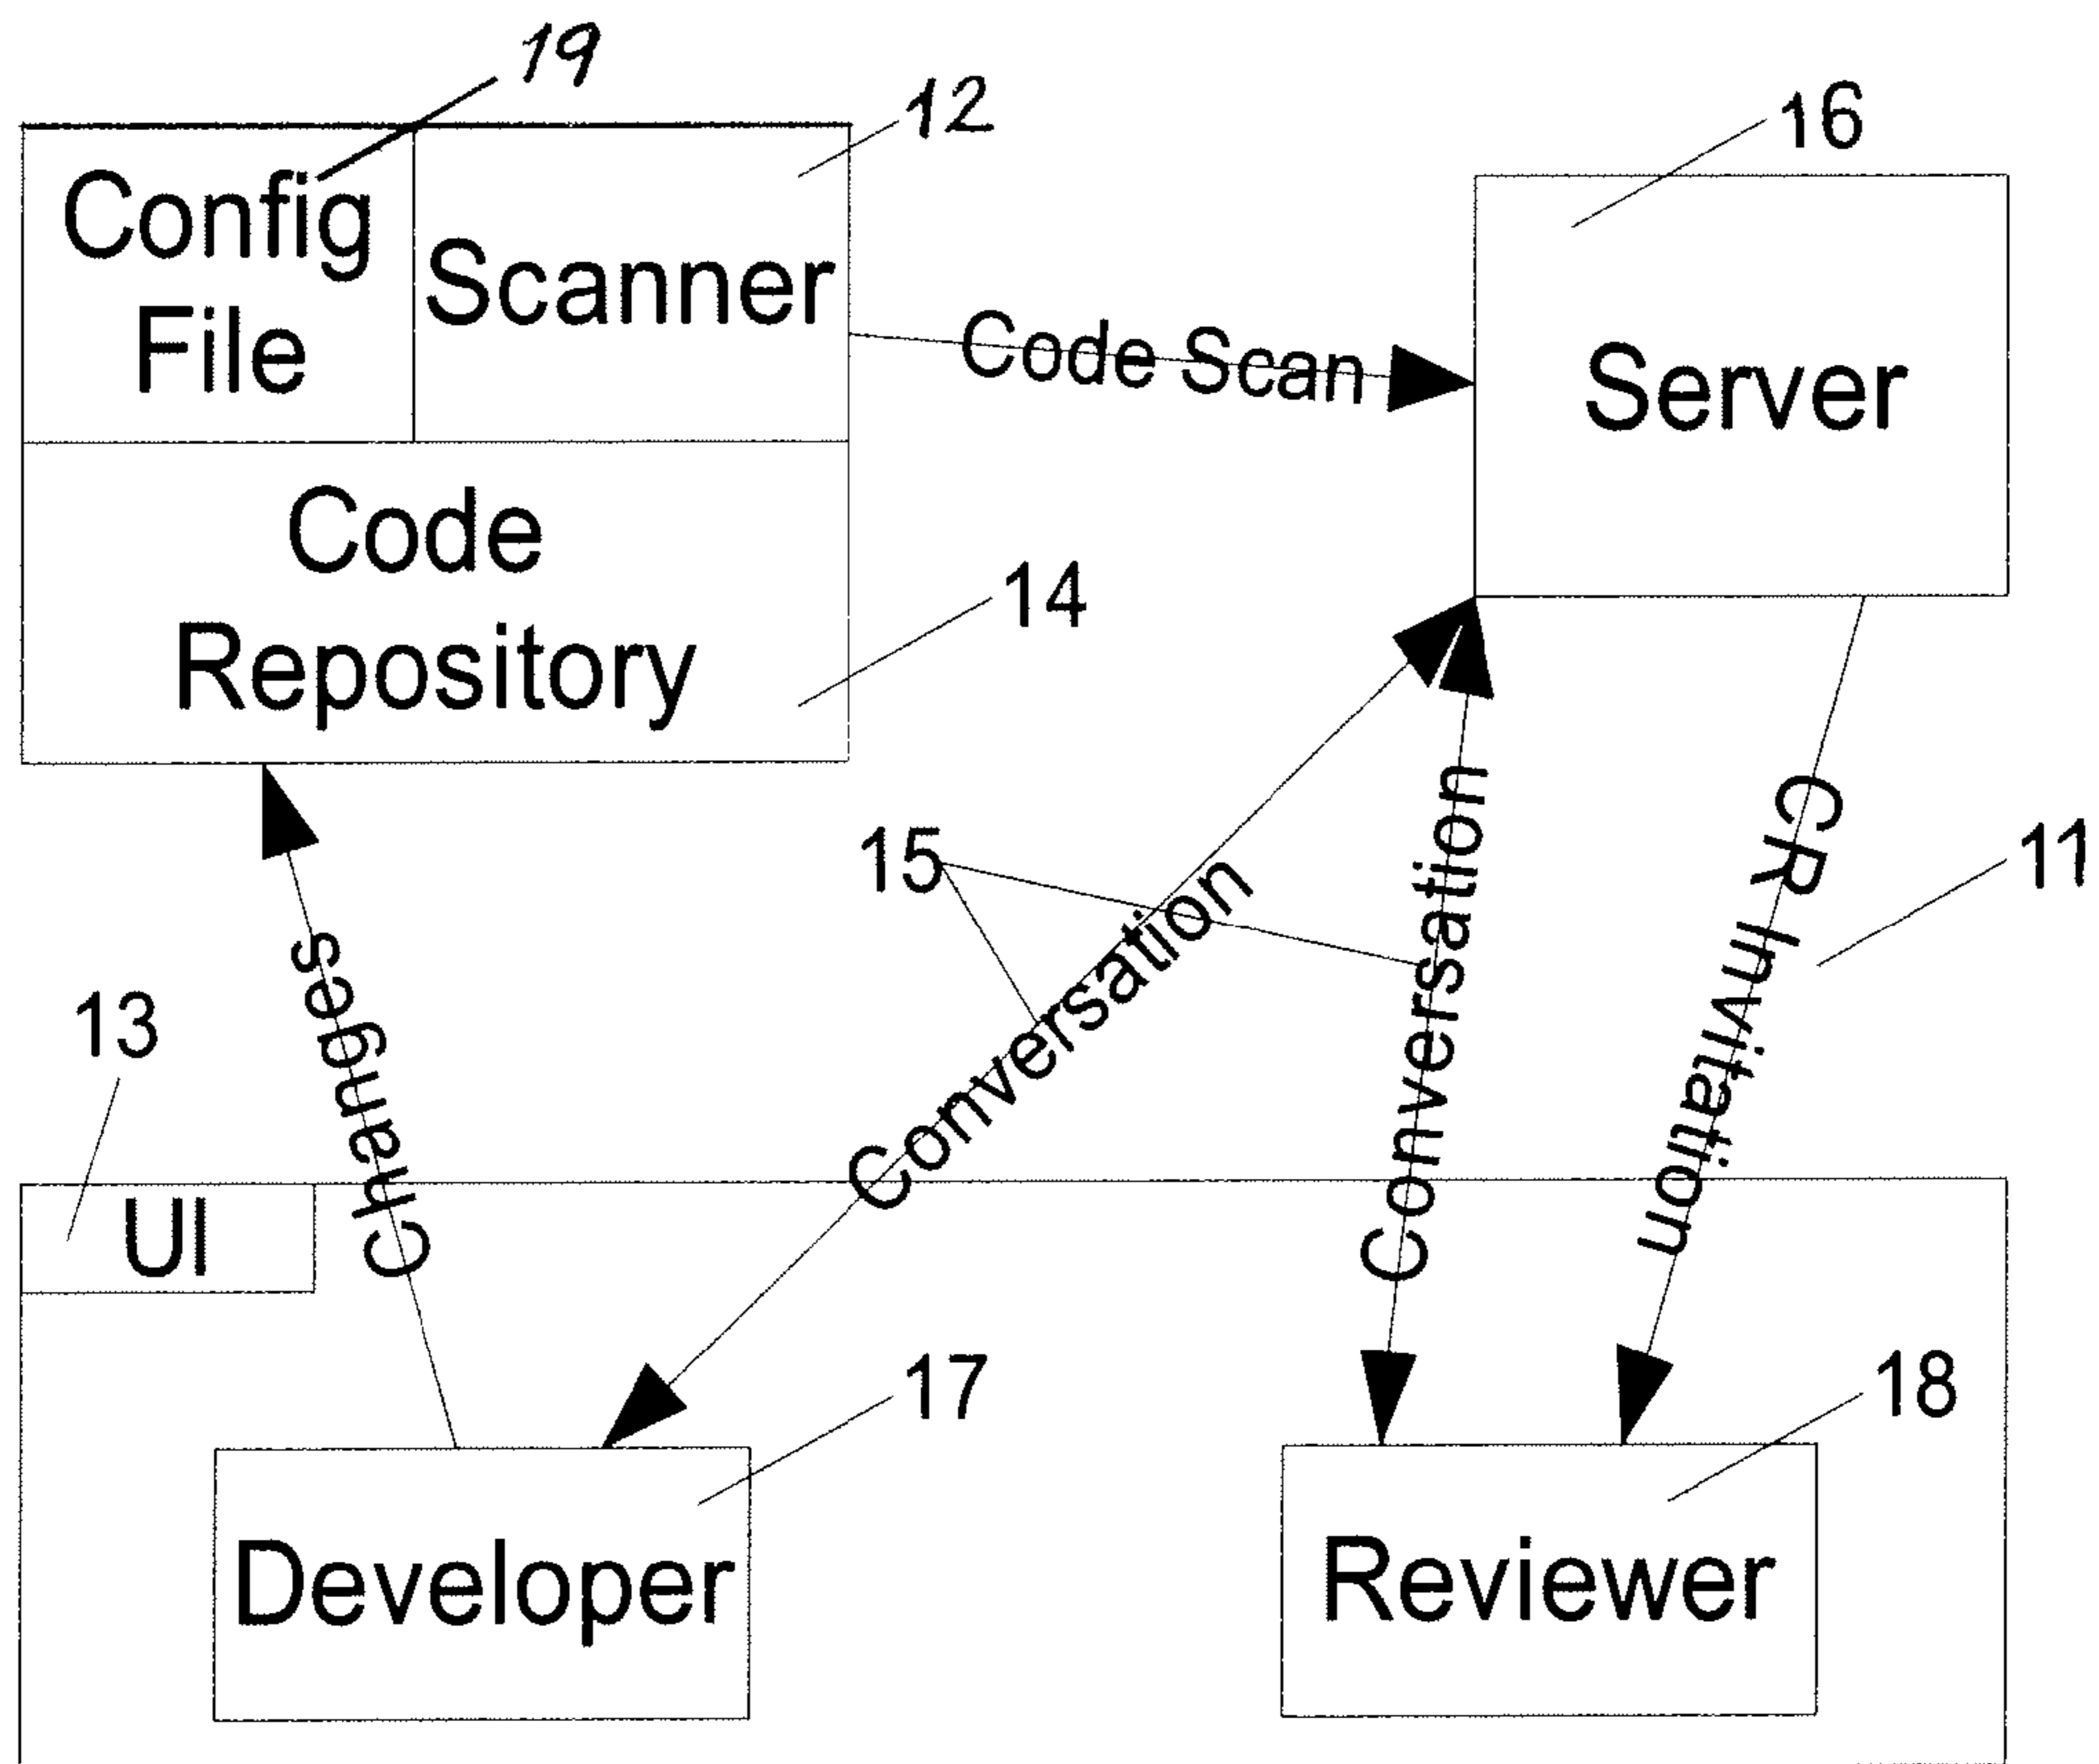 19
12
16
Config
File
Scanner
Code Scan
Server
Code
Repository
14
15
11
13
Changes
Conversation
Conversation
CR Invitation
UI
17
18
Developer
Reviewer